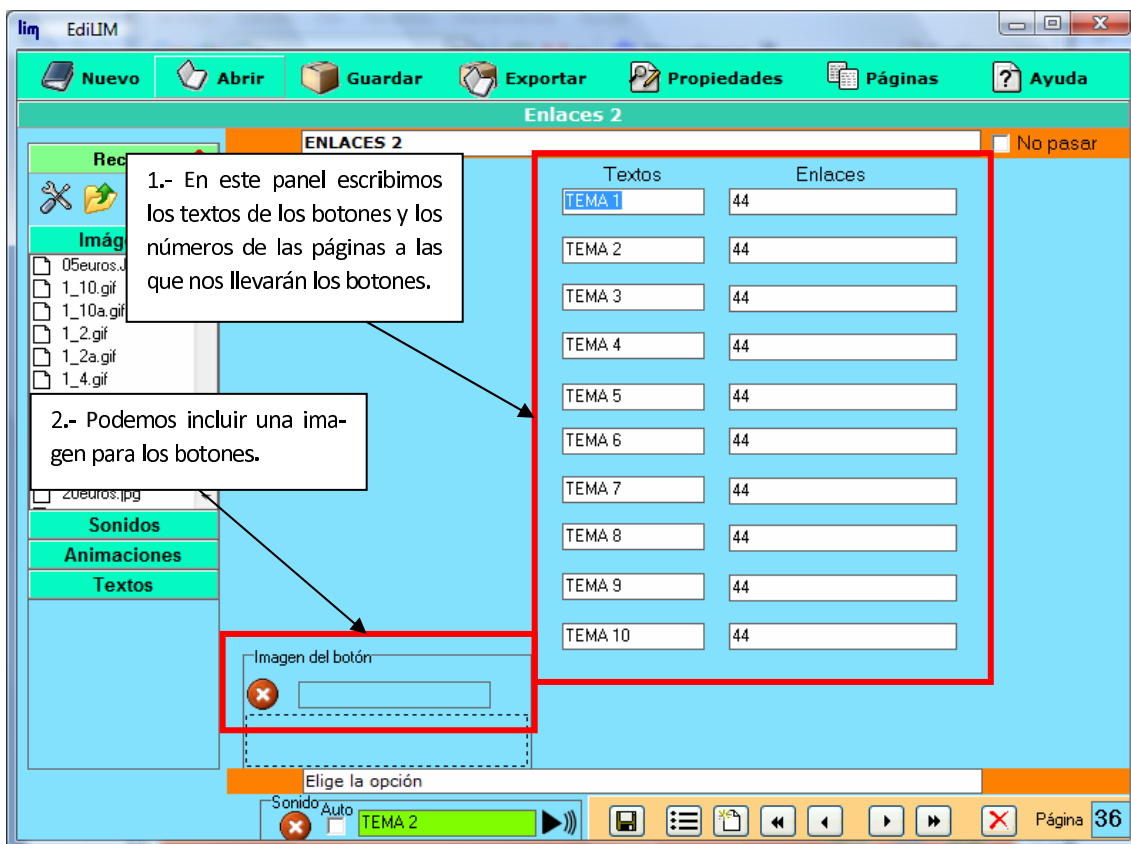 lim EdiLIM
Nuevo Abrir Guardar Exportar Propiedades Páginas Ayuda
Enlaces 2
ENLACES 2
No pasar
Rec
Imág
05euros.J
1_10.gif
1_10a.gif
1_2.gif
1_2a.gif
1_4.gif
20euros.jpg
Sonidos
Animaciones
Textos
1.- En este panel escribimos
los textos de los botones y los
números de las páginas a las
que nos llevarán los botones.
2.- Podemos incluir una ima-
gen para los botones.
Textos Enlaces
TEMA 1 44
TEMA 2 44
TEMA 3 44
TEMA 4 44
TEMA 5 44
TEMA 6 44
TEMA 7 44
TEMA 8 44
TEMA 9 44
TEMA 10 44
Imagen del botón
Elige la opción
Sonido Auto TEMA 2
Página 36